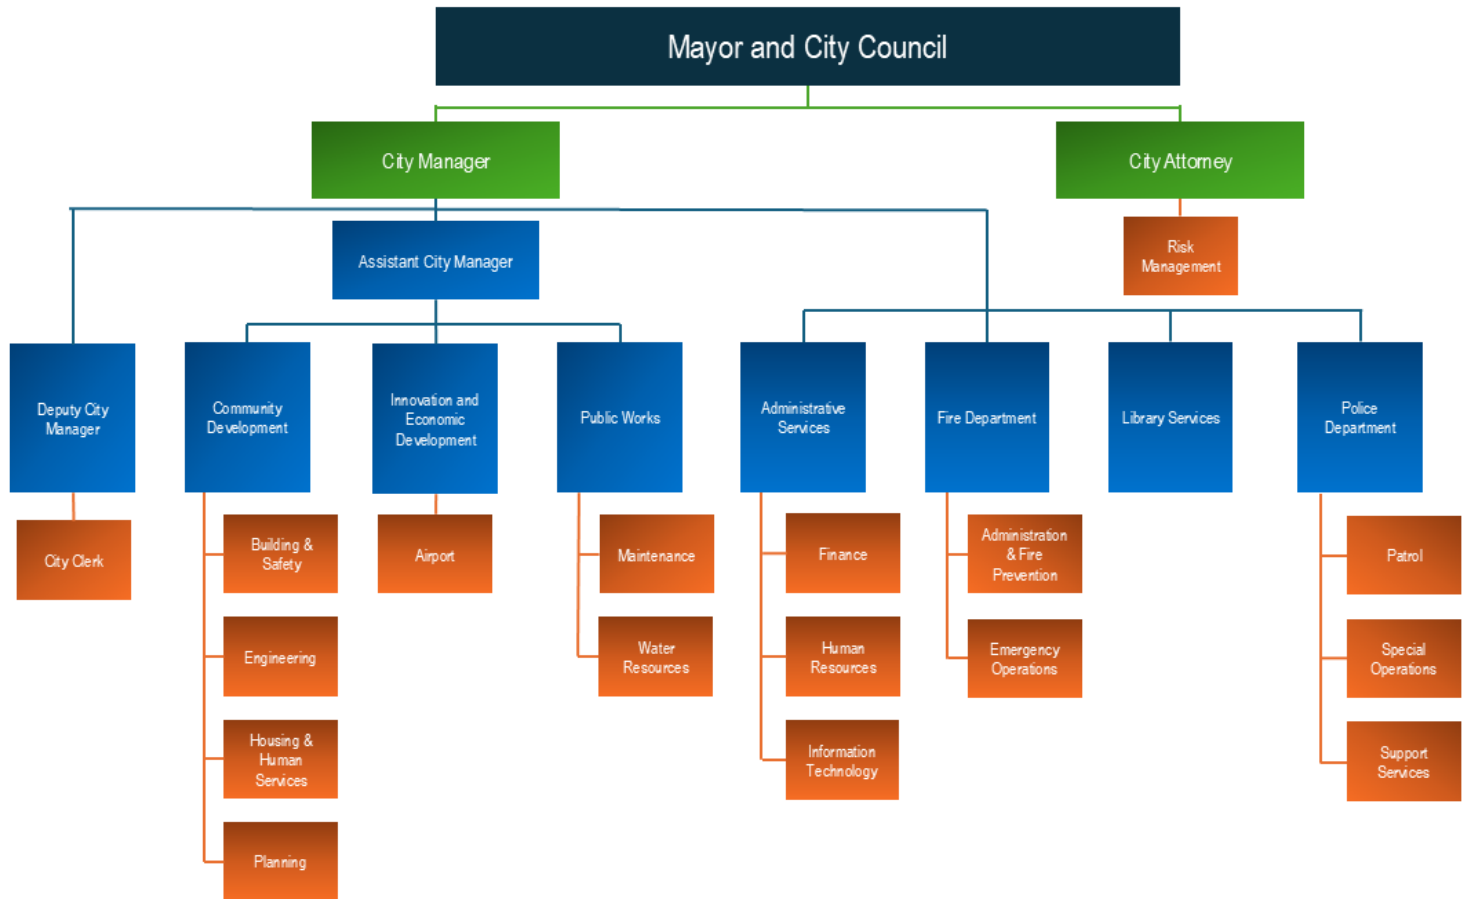 Mayor and City Council
City Manager
City Attorney
Assistant City Manager
Risk
Management
Deputy City
Manager
Community
Development
Innovation and
Economic
Development
Public Works
Administrative
Services
Fire Department
Library Services
Police
Department
City Clerk
Building &
Safety
Engineering
Housing &
Human
Services
Planning
Airport
Maintenance
Water
Resources
Finance
Human
Resources
Information
Technology
Administration
& Fire
Prevention
Emergency
Operations
Patrol
Special
Operations
Support
Services